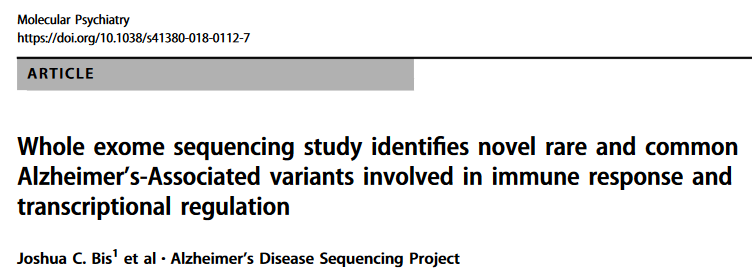 Molecular Psychiatry
https://doi.org/10.1038/s41380-018-0112-7
ARTICLE
Whole exome sequencing study identifies novel rare and common
Alzheimer's-Associated variants involved in immune response and
transcriptional regulation
Joshua C. Bis1 et al · Alzheimer's Disease Sequencing Project